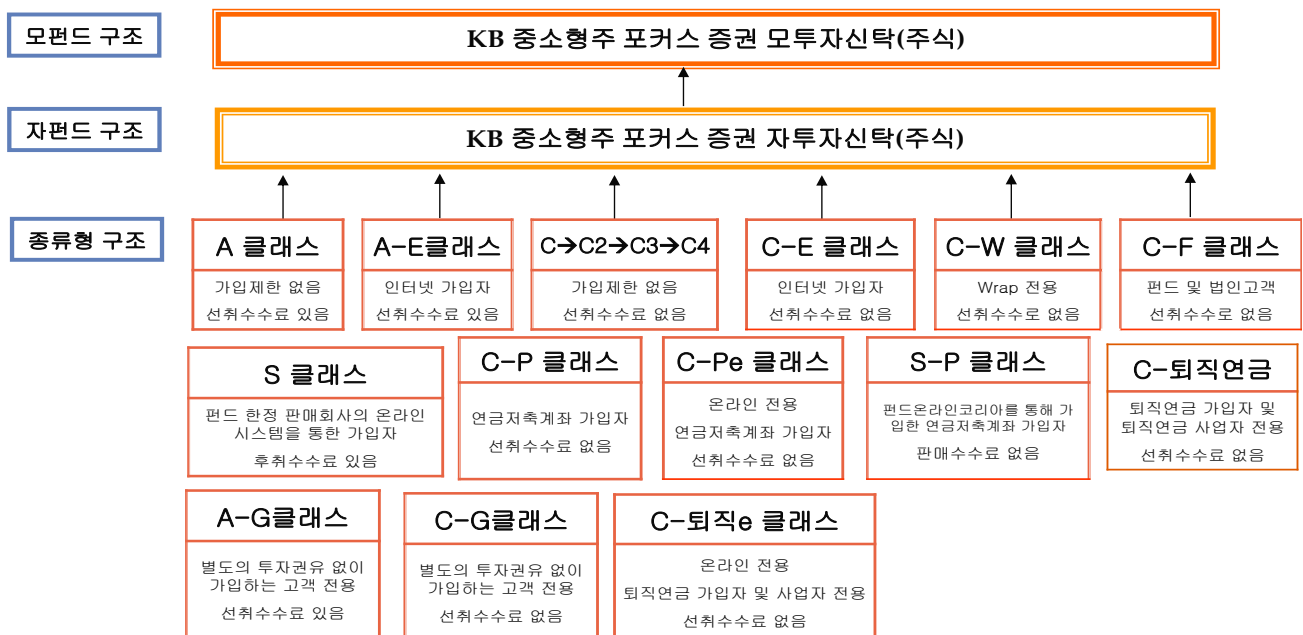 모펀드 구조
KB 중소형주 포커스 증권 모투자신탁(주식)
자펀드 구조
KB 중소형주 포커스 증권 자투자신탁(주식)
종류형 구조
A 클래스
가입제한 없음
선취수수료 있음
A-E클래스
인터넷 가입자
선취수수료 있음
C→C2→C3→C4
가입제한 없음
선취수수료 없음
C-E 클래스
인터넷 가입자
선취수수료 없음
C-W 클래스
Wrap 전용
선취수수로 없음
C-F 클래스
펀드 및 법인고객
선취수수로 없음
S 클래스
펀드 한정 판매회사의 온라인
시스템을 통한 가입자
후취수수료 있음
C-P 클래스
연금저축계좌 가입자
선취수수료 없음
C-Pe 클래스
온라인 전용
연금저축계좌 가입자
선취수수료 없음
S-P 클래스
펀드온라인코리아를 통해 가
입한 연금저축계좌 가입자
판매수수료 없음
C-퇴직연금
퇴직연금 가입자 및
퇴직연금 사업자 전용
선취수수료 없음
A-G클래스
별도의 투자권유 없이
가입하는 고객 전용
선취수수료 있음
C-G클래스
별도의 투자권유 없이
가입하는 고객 전용
선취수수료 없음
C-퇴직e 클래스
온라인 전용
퇴직연금 가입자 및 사업자 전용
선취수수료 없음